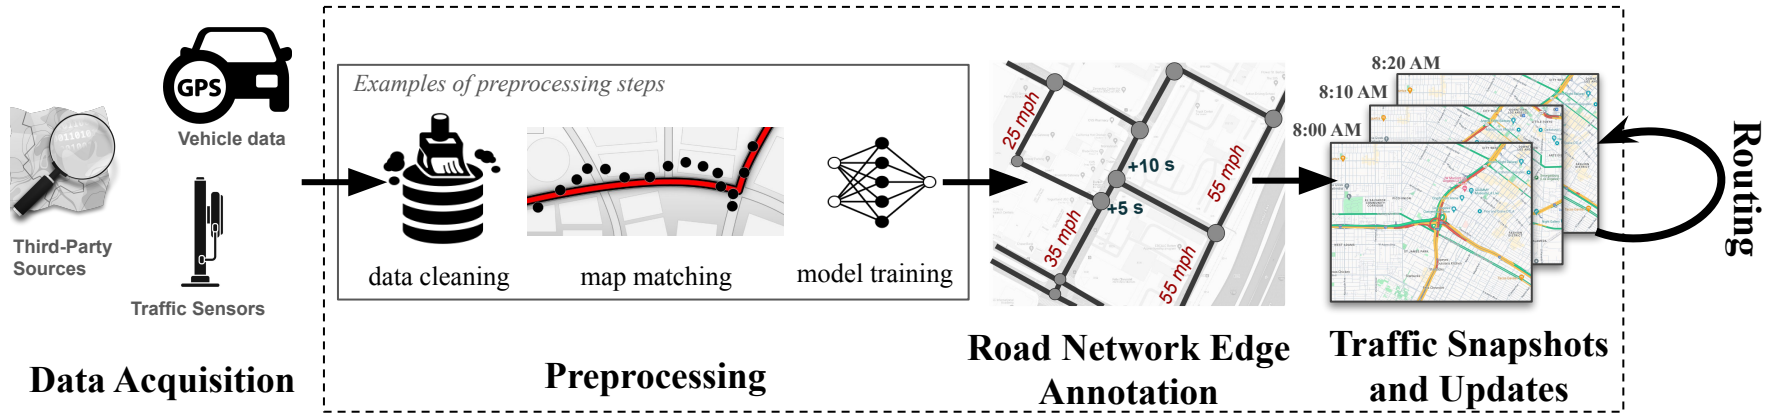 GPS
Vehicle data
Third-Party
Sources
Traffic Sensors
Data Acquisition
Examples of preprocessing steps
data cleaning
map matching
model training
Preprocessing
25 mph
+10 s
+5 s
35 mph
55 mph
55 mph
Road Network Edge
Annotation
8:20 AM
8:10 AM
8:00 AM
Traffic Snapshots
and Updates
Routing